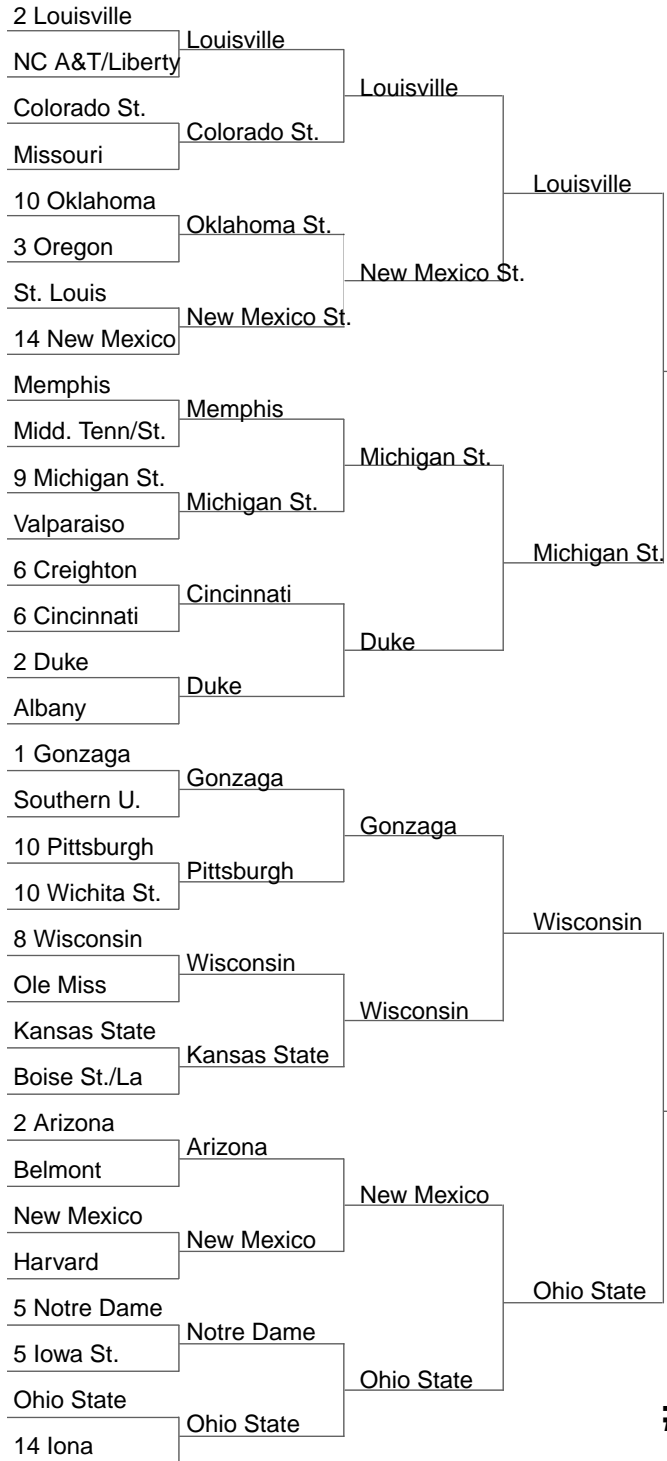 2 Louisville
NC A&T/Liberty
Colorado St.
Missouri
10 Oklahoma
3 Oregon
St. Louis
14 New Mexico
Memphis
Midd. Tenn/St.
9 Michigan St.
Valparaiso
6 Creighton
6 Cincinnati
2 Duke
Albany
1 Gonzaga
Southern U.
10 Pittsburgh
10 Wichita St.
8 Wisconsin
Ole Miss
Kansas State
Boise St./La
2 Arizona
Belmont
New Mexico
Harvard
5 Notre Dame
5 Iowa St.
Ohio State
14 Iona
Louisville
Colorado St.
Oklahoma St.
New Mexico St.
Memphis
Michigan St.
Cincinnati
Duke
Gonzaga
Pittsburgh
Wisconsin
Kansas State
Arizona
New Mexico
Notre Dame
Ohio State
Louisville
New Mexico St.
Michigan St.
Duke
Gonzaga
Wisconsin
New Mexico
Ohio State
Louisville
Michigan St.
Wisconsin
Ohio State